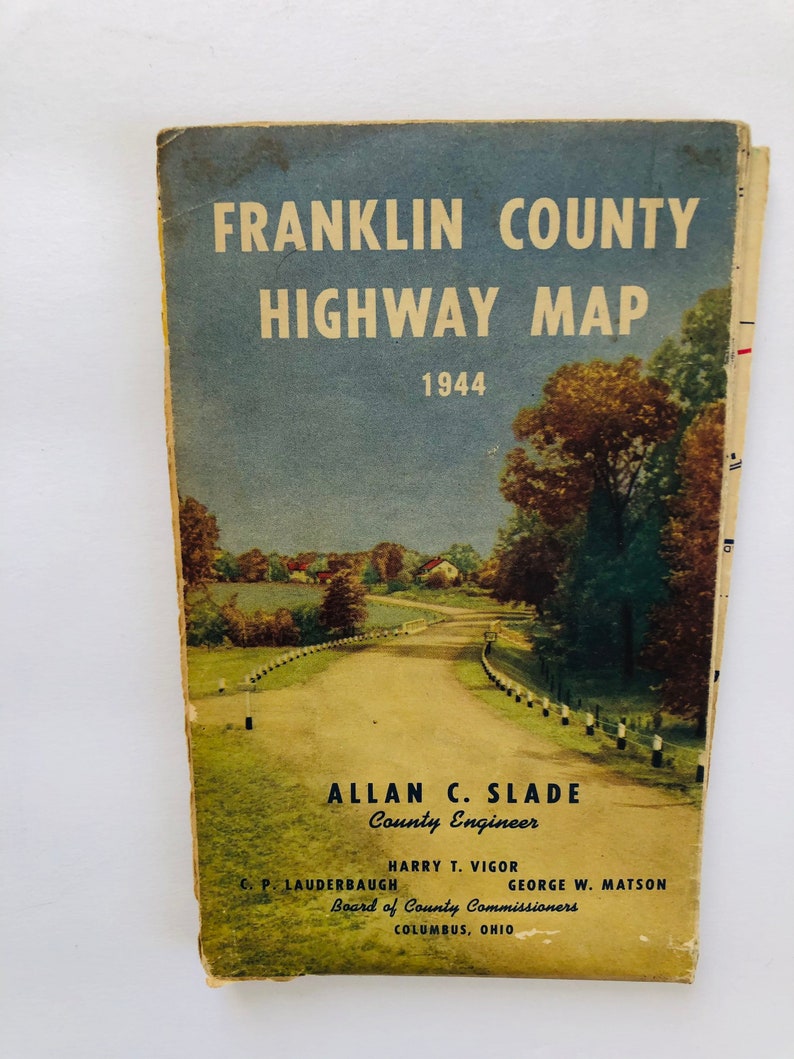 FRANKLIN COUNTY
HIGHWAY MAP
1944
ALLAN C. SLADE
County Engineer
HARRY T. VIGOR
C. P. LAUDERBAUGH GEORGE W. MATSON
Board of County Commissioners
COLUMBUS, OHIO